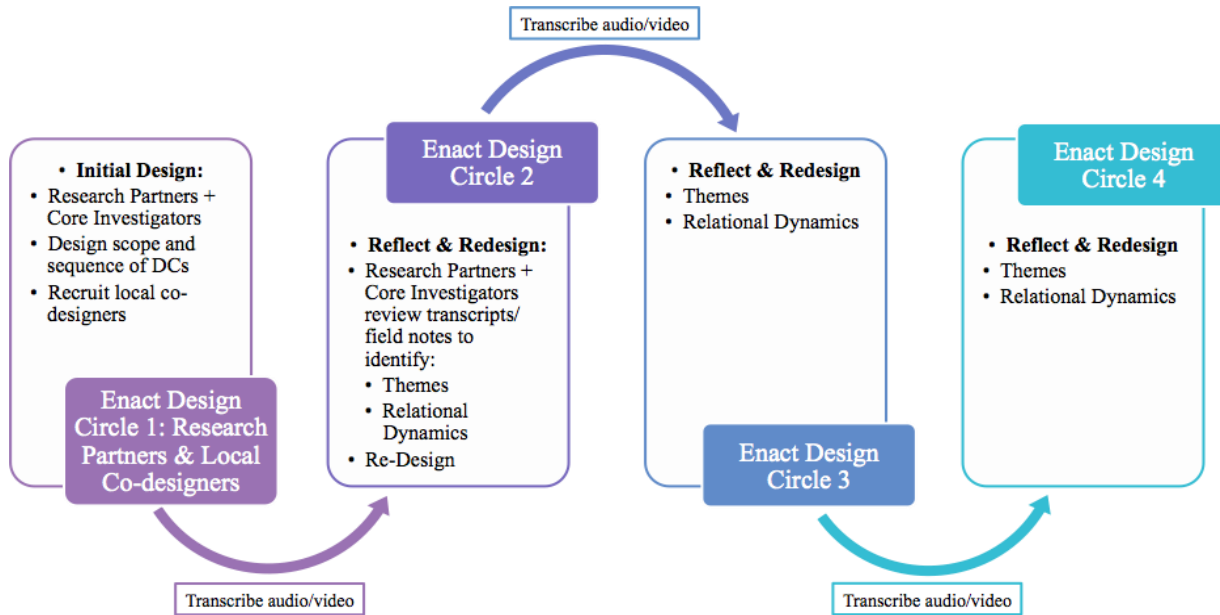 Transcribe audio/video
• Initial Design:
• Research Partners +
Core Investigators
• Design scope and
sequence of DCs
• Recruit local co-
designers
Enact Design
Circle 1: Research
Partners & Local
Co-designers
Transcribe audio/video
Enact Design
Circle 2
• Reflect & Redesign:
• Research Partners +
Core Investigators
review transcripts/
field notes to
identify:
• Themes
• Relational
Dynamics
• Re-Design
• Reflect & Redesign
• Themes
• Relational Dynamics
Enact Design
Circle 3
Transcribe audio/video
Enact Design
Circle 4
• Reflect & Redesign
• Themes
• Relational Dynamics